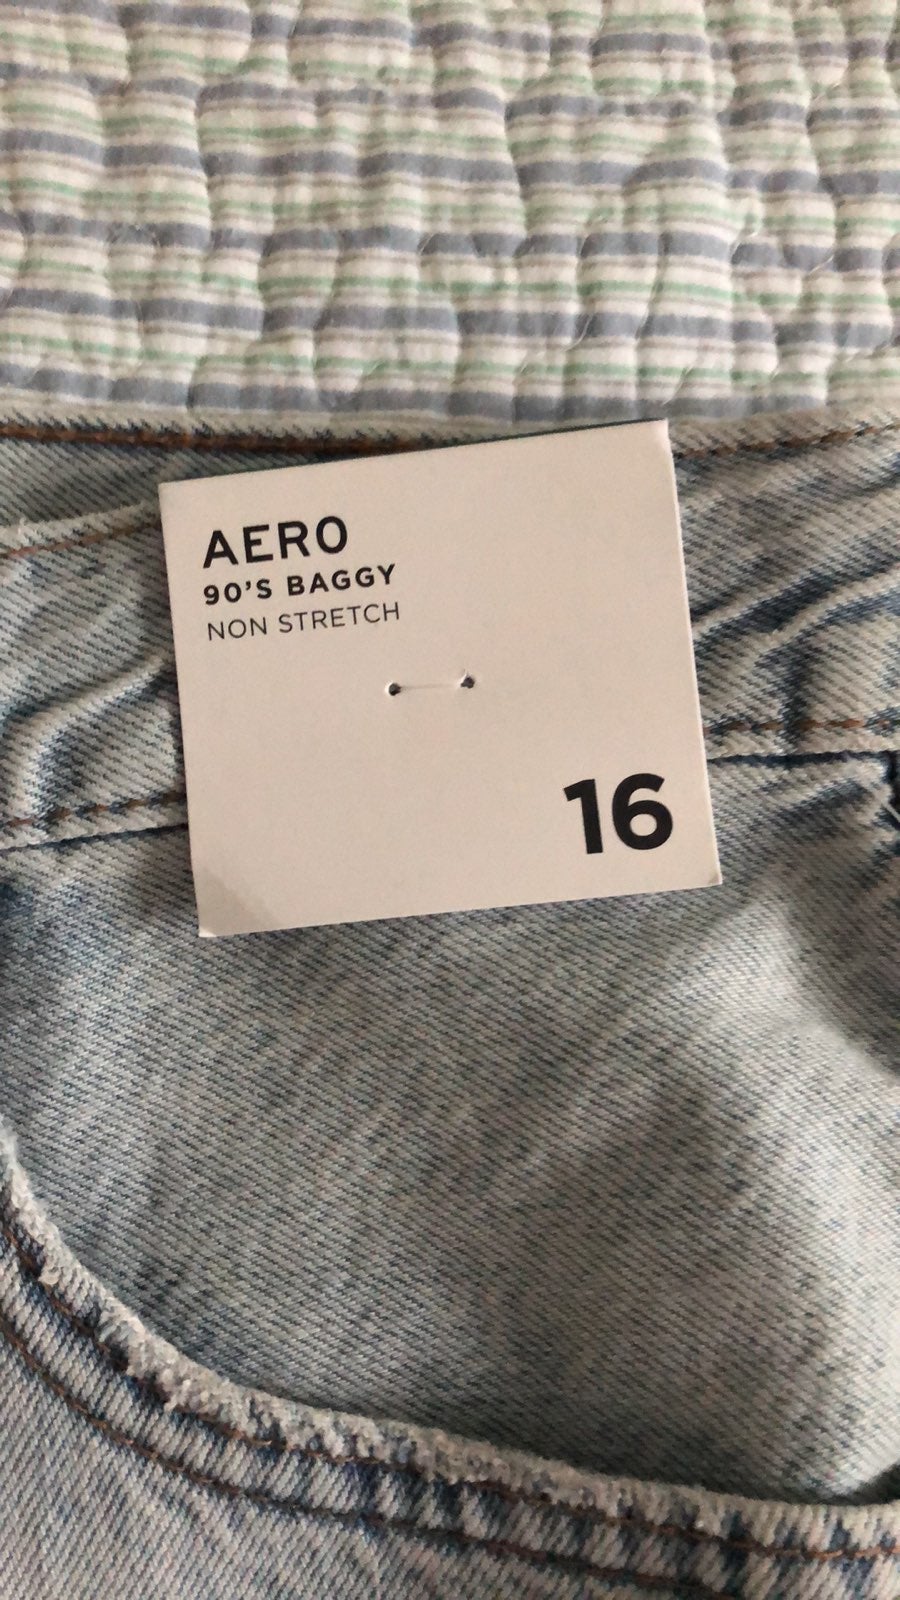 AERO
90'S BAGGY
NON STRETCH
16